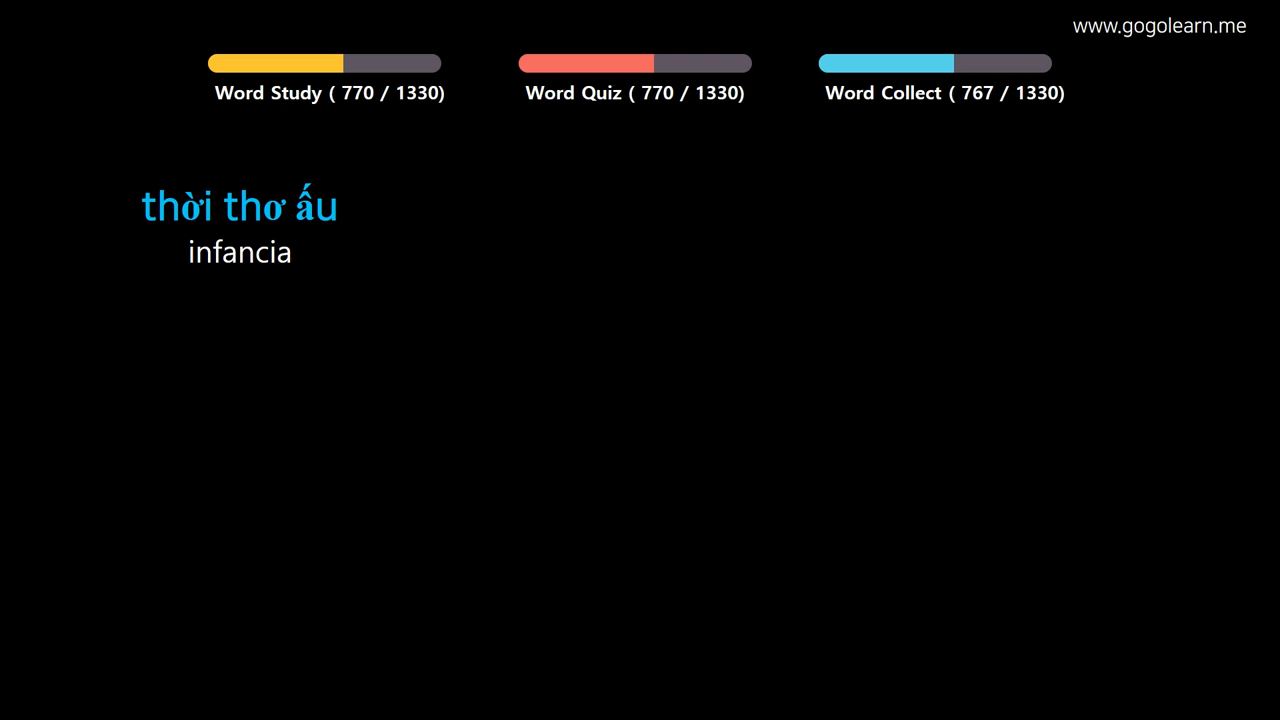 www.gogolearn.me
Word Study ( 770 / 1330)
Word Quiz ( 770 / 1330)
Word Collect ( 767 / 1330)
thời thơ ấu
infancia